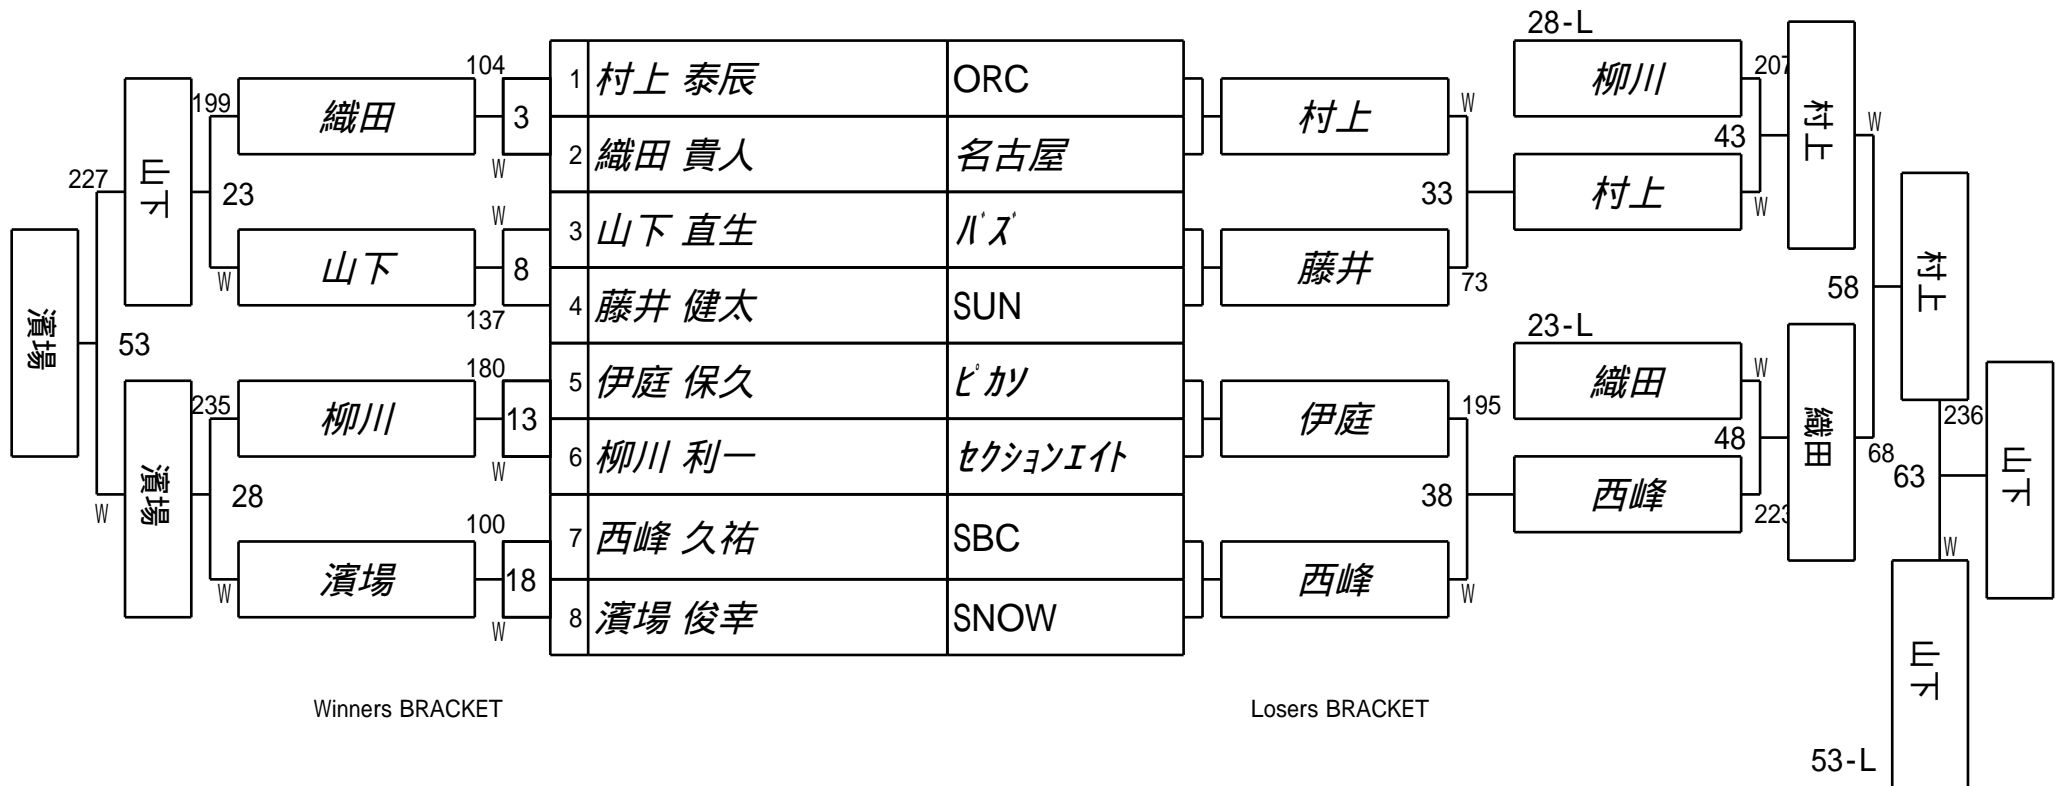 28-L
104
1 村上 泰辰 ORC
柳川
207
199
織田
3
村上
W
村上
W
43
2 織田 貴人 名古屋
W
山下
227
23
33
村上
W
村上
W
3 山下 直生 バズ
山下
8
藤井
73
W
58
137
4 藤井 健太 SUN
23-L
濱場
53
180
5 伊庭 保久 ピカソ
織田
W
235
柳川
13
伊庭
195
織田
236
48
68
W
6 柳川 利一 セクションエイト
山下
63
濱場
W
28
38
西峰
223
100
7 西峰 久祐 SBC
W
濱場
18
西峰
W
W
8 濱場 俊幸 SNOW
W
山下
Winners BRACKET
Losers BRACKET
53-L